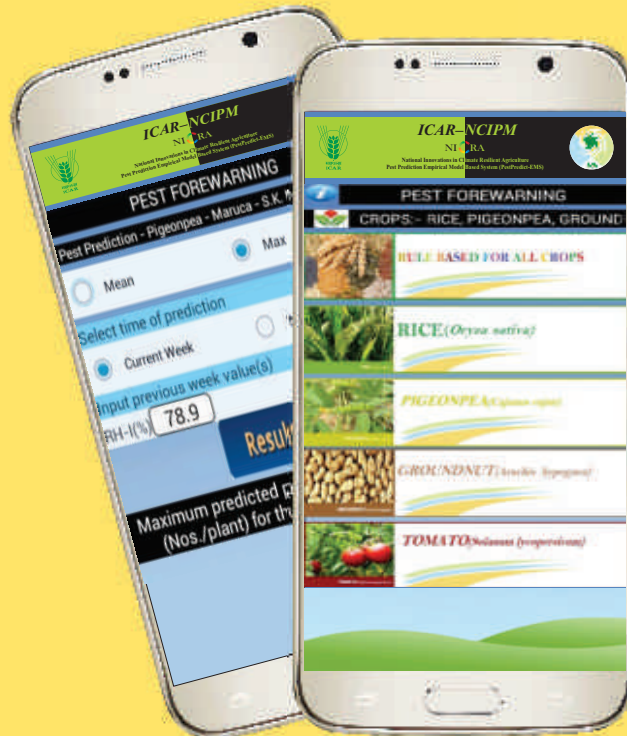 ICAR–NCIPM
NICRA
National Innovations in Climate Resilient Agriculture
Pest Prediction Empirical Model Based System (PestPredict-EMS)
PEST FOREWARNING
Pest Prediction - Pigeonpea - Maruca - S.K.
Mean
Max
Select time of prediction
Current Week
Input previous week value(s)
RH-I(%)
78.9
Maximum predicted
(Nos./plant) for
ICAR
ICAR–NCIPM
NICRA
National Innovations in Climate Resilient Agriculture
Pest Prediction Empirical Model Based System (PestPredict-EMS)
ICAR
PEST FOREWARNING
CROPS:- RICE, PIGEONPEA, GROUND
RULE BASED FOR ALL CROPS
RICE (Oryza sativa)
PIGEONPEA (Cajanus cajan)
GROUNDNUT (Arachis hypogaea)
TOMATO (Solanum lycopersicum)